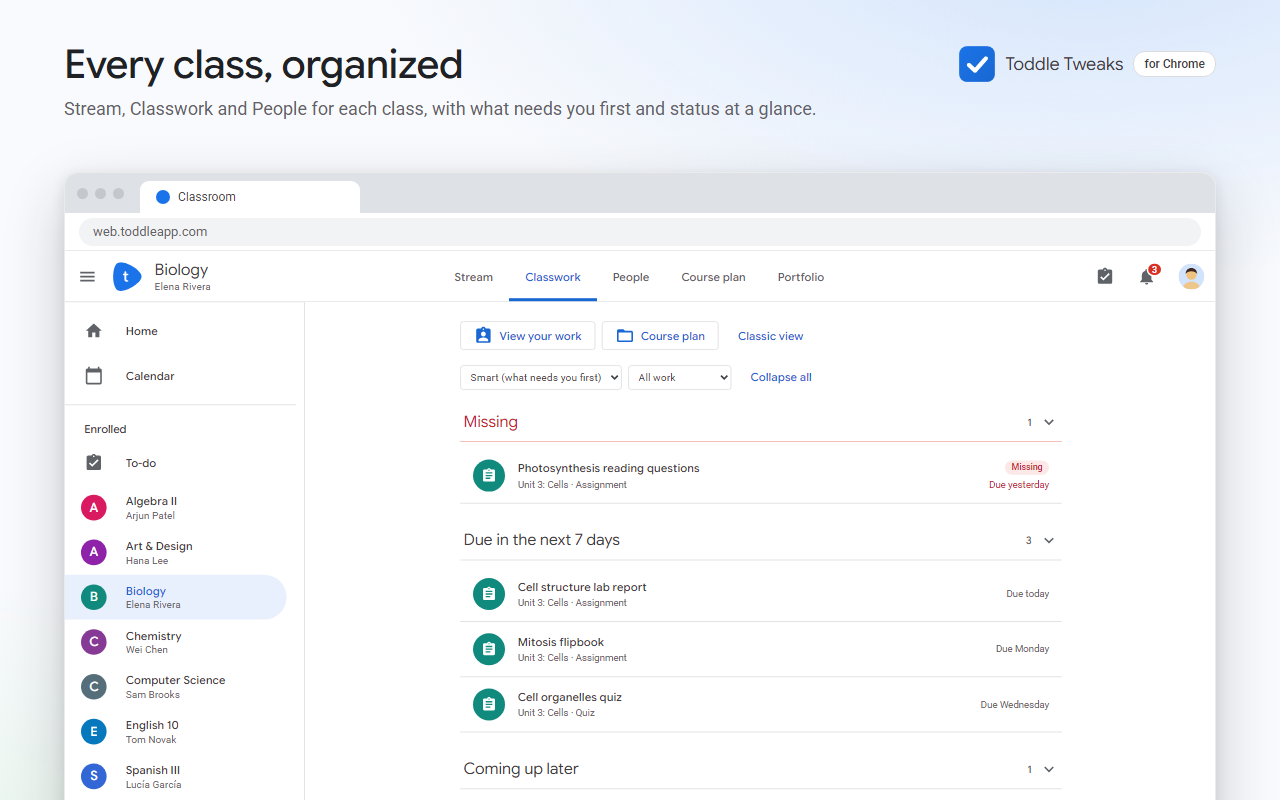 Every class, organized
Stream, Classwork and People for each class, with what needs you first and status at a glance.
Toddle Tweaks
for Chrome
Classroom
web.toddleapp.com
t
Biology
Elena Rivera
Stream
Classwork
People
Course plan
Portfolio
3
Home
Calendar
Enrolled
To-do
A
Algebra II
Arjun Patel
A
Art & Design
Hana Lee
B
Biology
Elena Rivera
C
Chemistry
Wei Chen
C
Computer Science
Sam Brooks
E
English 10
Tom Novak
S
Spanish III
Lucía García
View your work
Course plan
Classic view
Smart (what needs you first)
All work
Collapse all
Missing
1
Photosynthesis reading questions
Unit 3: Cells · Assignment
Missing
Due yesterday
Due in the next 7 days
3
Cell structure lab report
Unit 3: Cells · Assignment
Due today
Mitosis flipbook
Unit 3: Cells · Assignment
Due Monday
Cell organelles quiz
Unit 3: Cells · Quiz
Due Wednesday
Coming up later
1